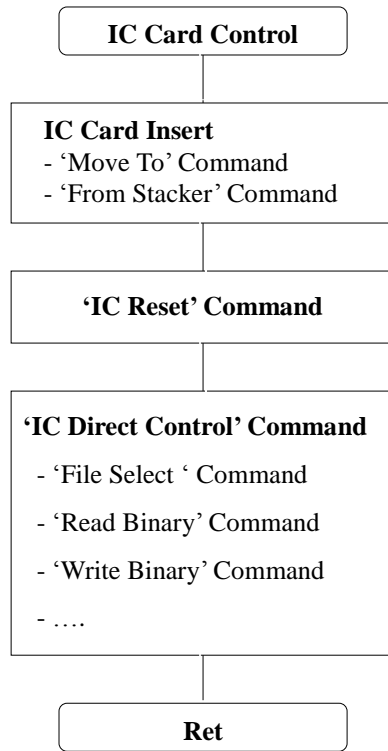 IC Card Control
IC Card Insert
- ‘Move To’ Command
- ‘From Stacker’ Command
‘IC Reset’ Command
‘IC Direct Control’ Command
- ‘File Select ‘ Command
- ‘Read Binary’ Command
- ‘Write Binary’ Command
- ….
Ret